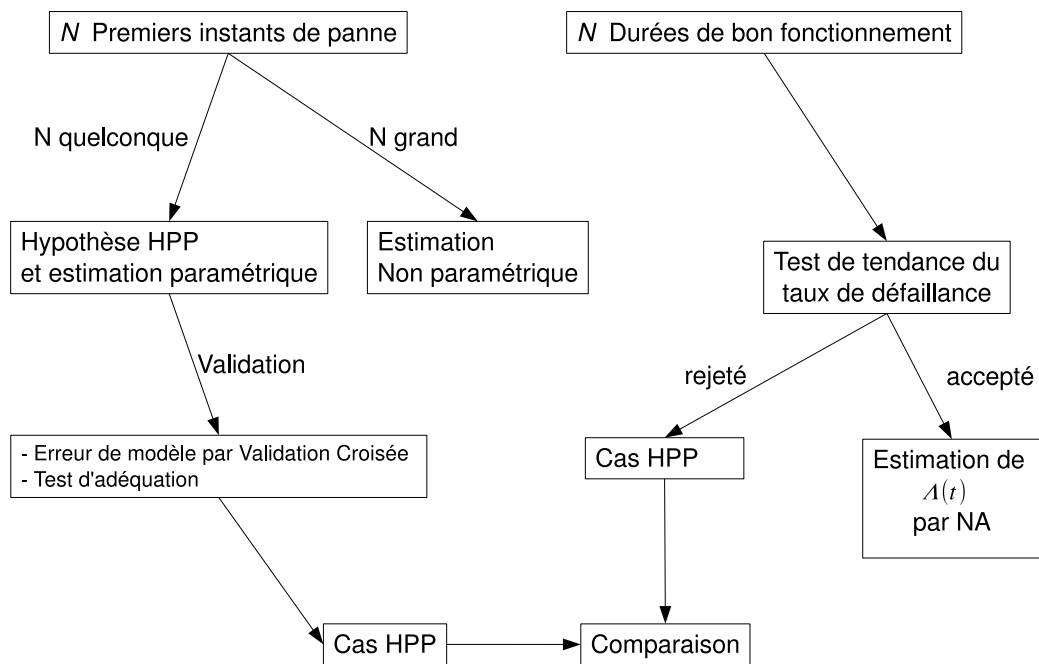 N Premiers instants de panne
N Durées de bon fonctionnement
N quelconque
N grand
Hypothèse HPP
et estimation paramétrique
Estimation
Non paramétrique
Test de tendance du
taux de défaillance
Validation
rejeté
accepté
- Erreur de modèle par Validation Croisée
- Test d'adéquation
Cas HPP
Estimation de
Λ(t)
par NA
Cas HPP
Comparaison